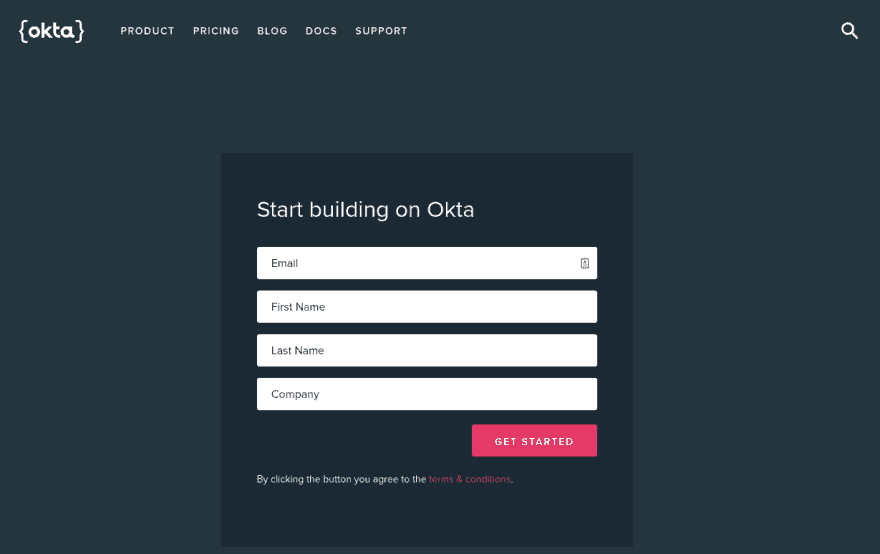 {okta} PRODUCT PRICING BLOG DOCS SUPPORT
Start building on Okta
Email
First Name
Last Name
Company
GET STARTED
By clicking the button you agree to the terms & conditions.